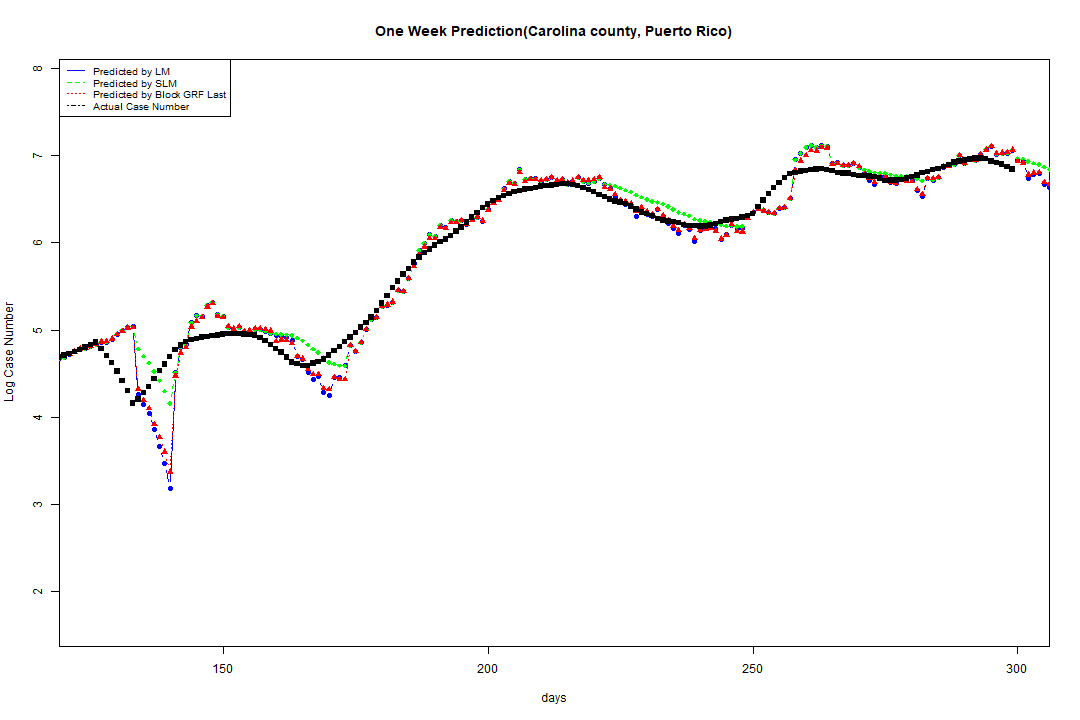 One Week Prediction(Carolina county, Puerto Rico)
Predicted by LM
Predicted by SLM
Predicted by Block GRF Last
Actual Case Number
8
7
6
5
4
3
2
Log Case Number
150 200 250 300
days